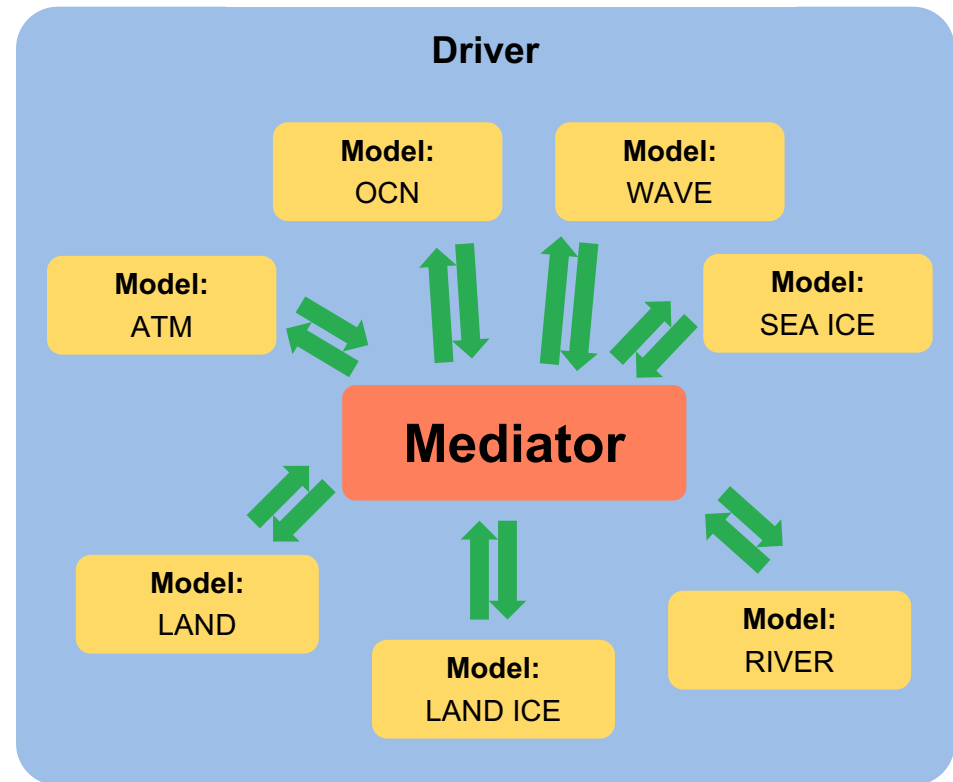 Driver
Model:
OCN
Model:
WAVE
Model:
ATM
Model:
SEA ICE
Mediator
Model:
LAND
Model:
LAND ICE
Model:
RIVER